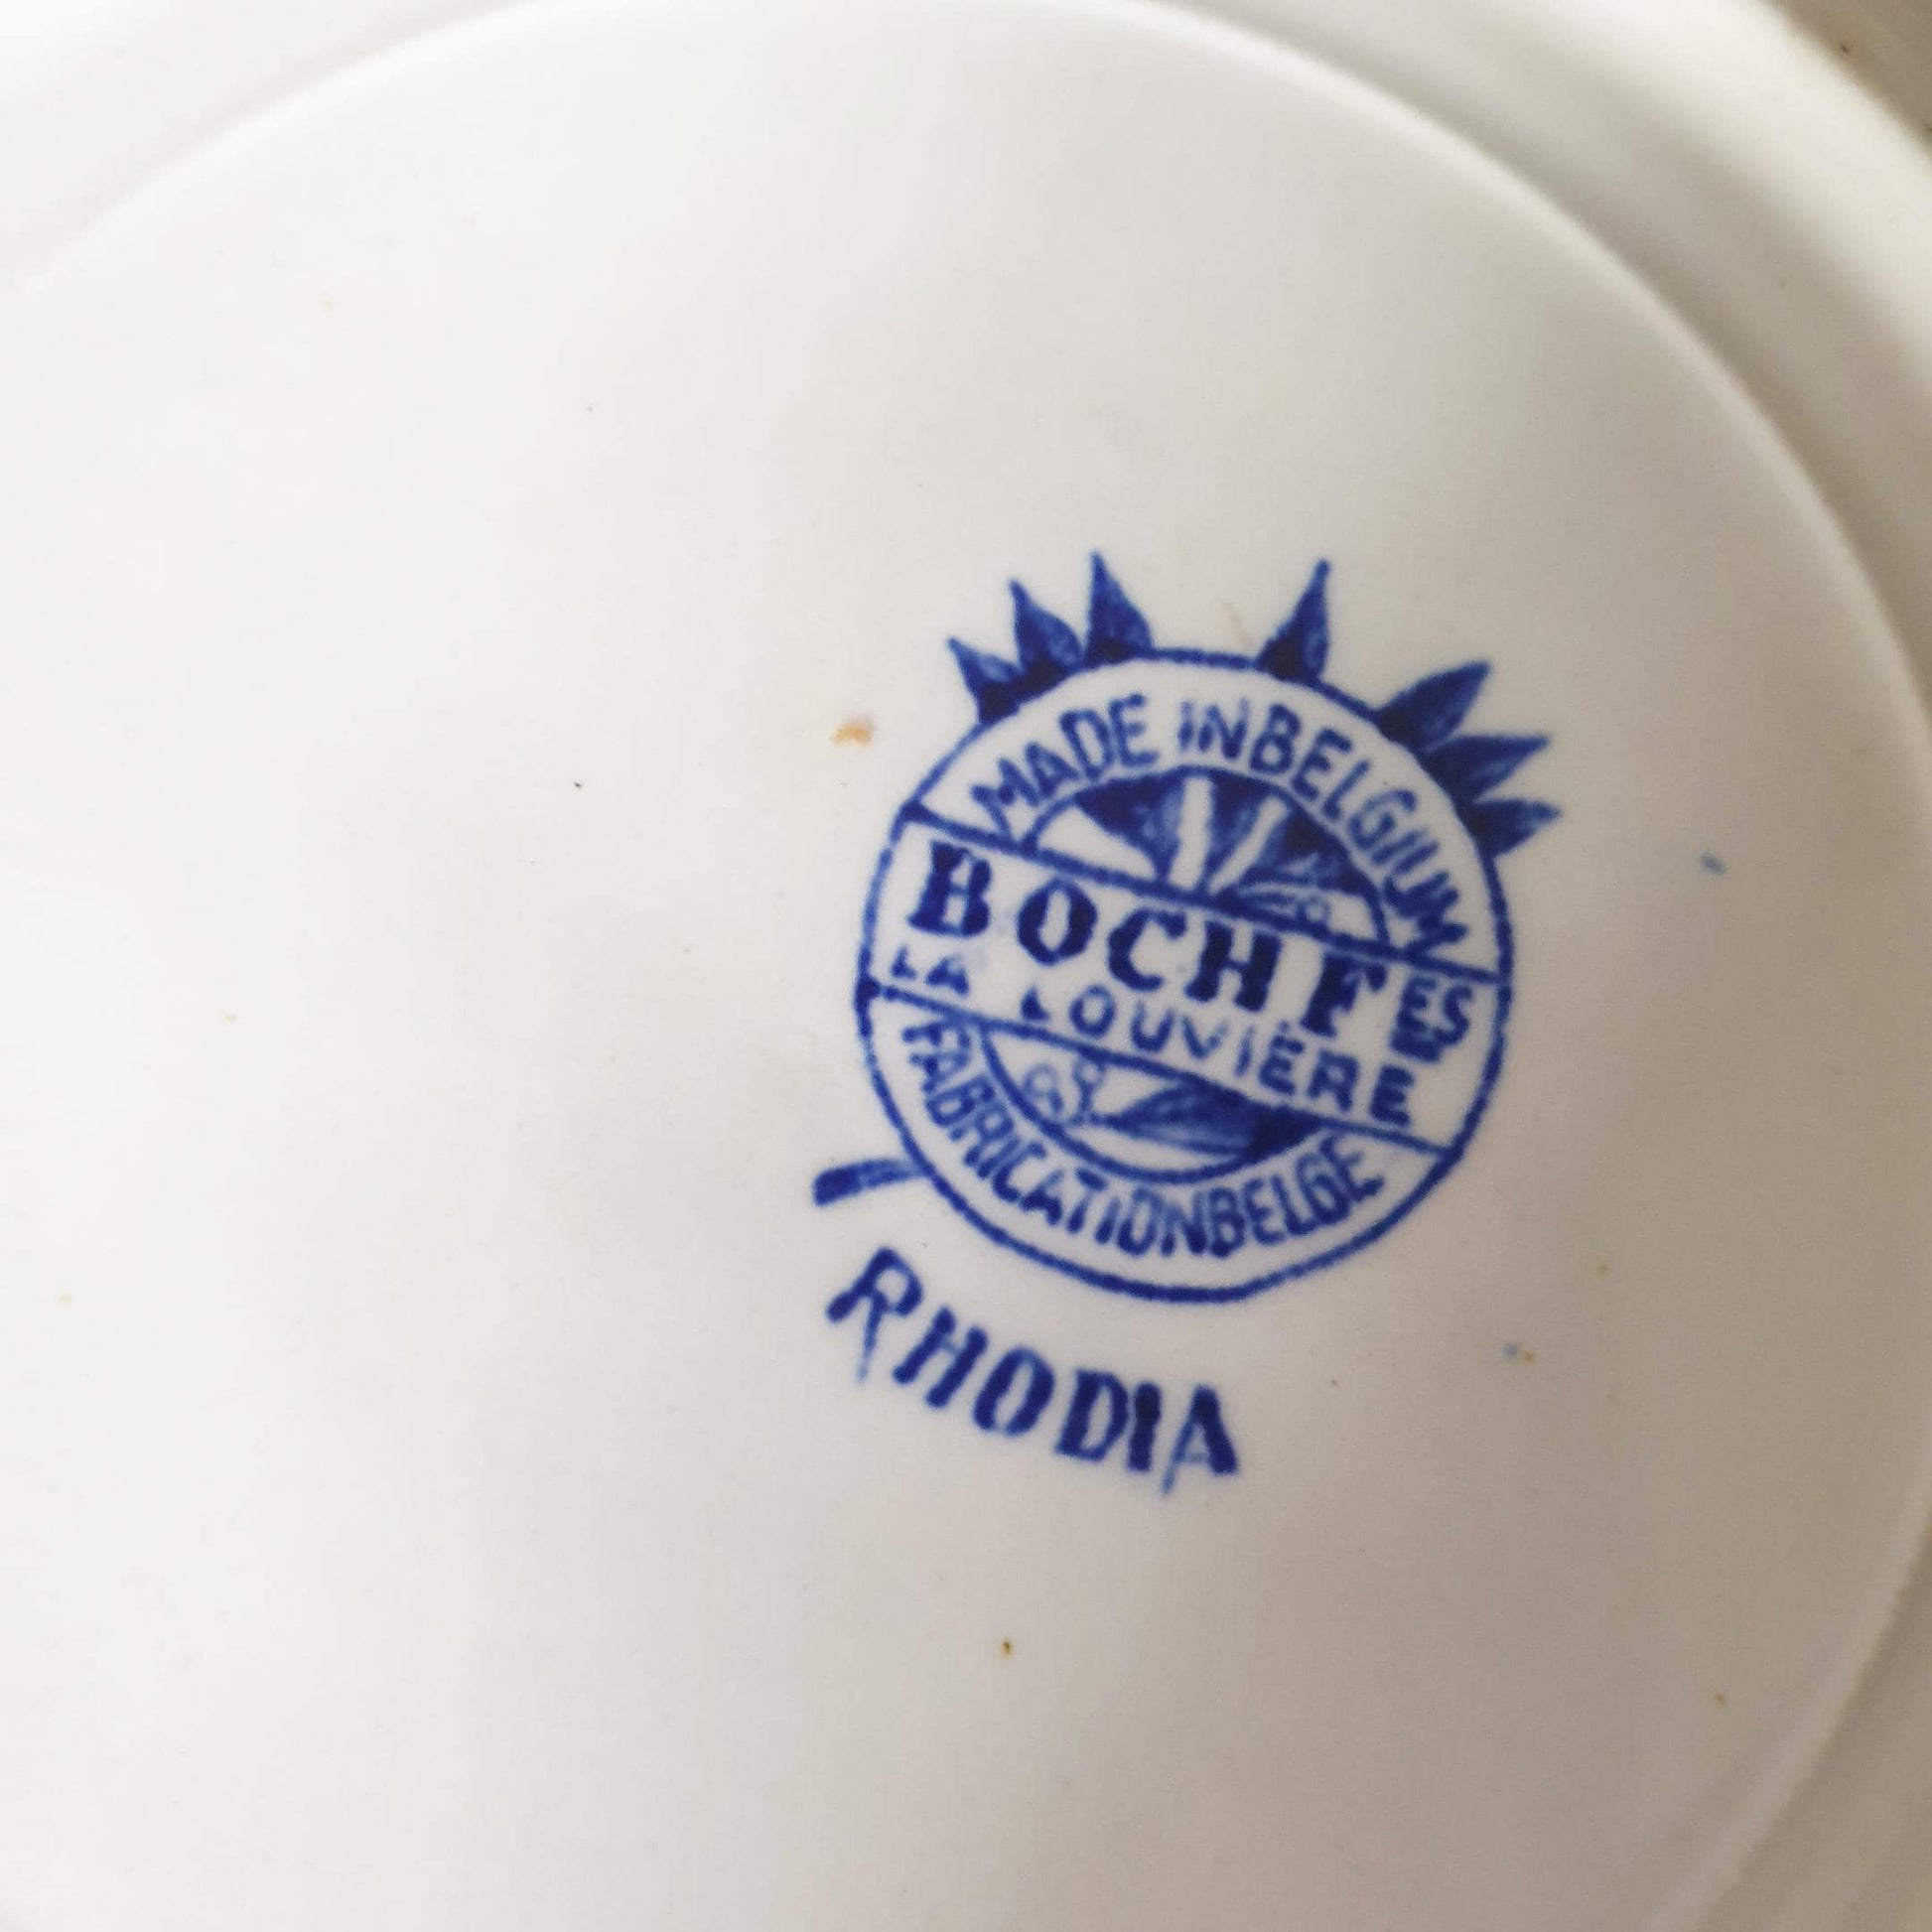 MADE IN BELGIUM
BOCH FES
LA LOUVIÈRE
FABRICATION BELGE
RHODIA